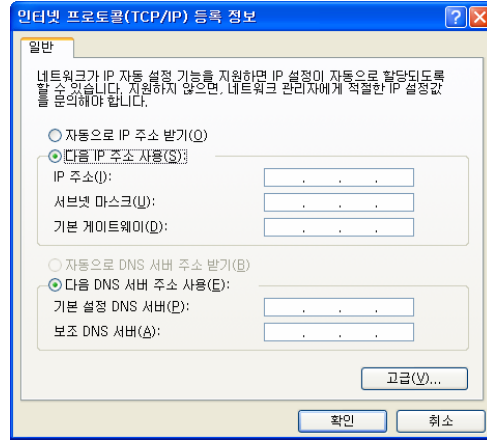 인터넷 프로토콜(TCP/IP) 등록 정보
일반
네트워크가 IP 자동 설정 기능을 지원하면 IP 설정이 자동으로 할당되도록
할 수 있습니다. 지원하지 않으면, 네트워크 관리자에게 적절한 IP 설정값
을 문의해야 합니다.
자동으로 IP 주소 받기(O)
다음 IP 주소 사용(S):
IP 주소(I):
서브넷 마스크(U):
기본 게이트웨이(D):
자동으로 DNS 서버 주소 받기(B)
다음 DNS 서버 주소 사용(E):
기본 설정 DNS 서버(P):
보조 DNS 서버(A):
고급(V)...
확인
취소